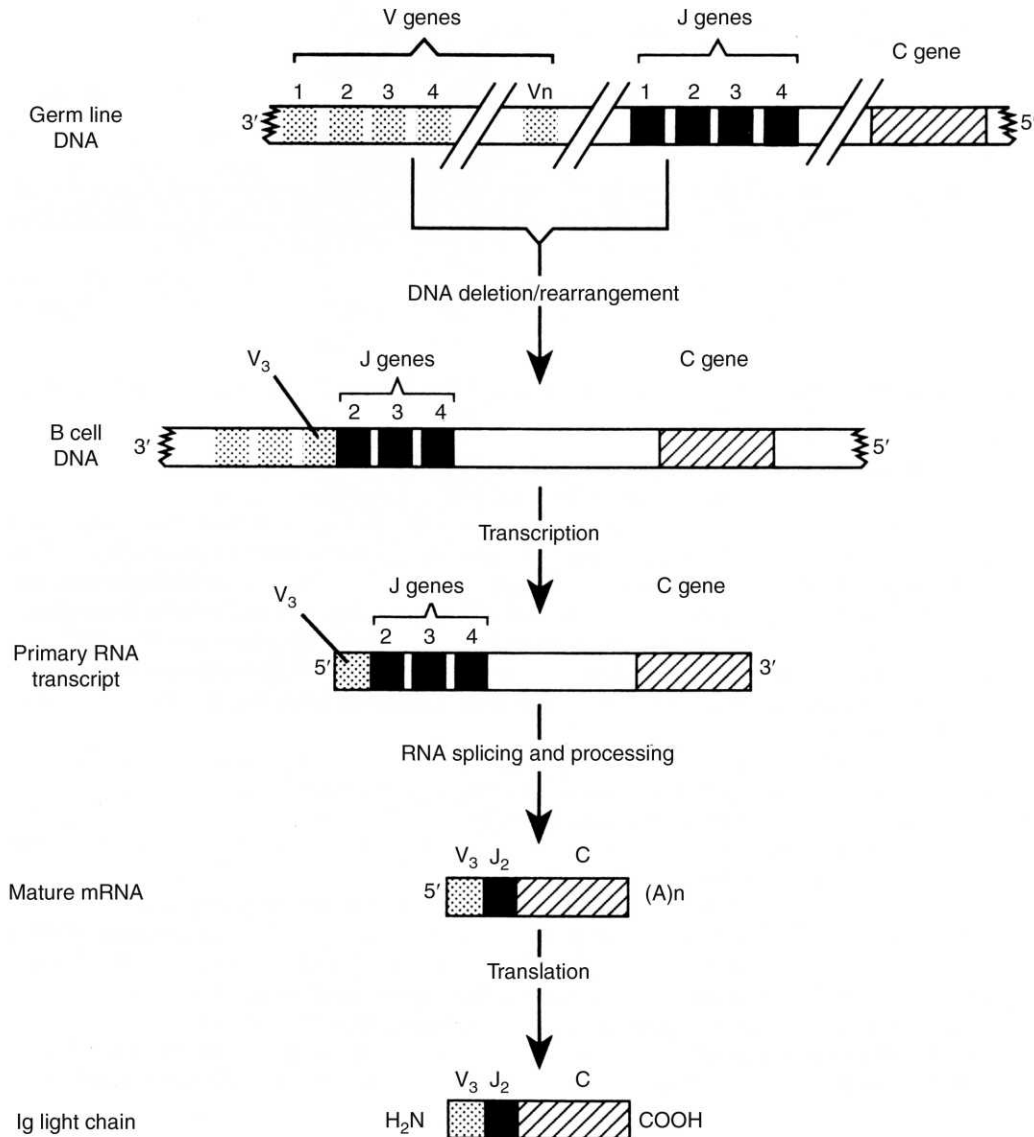 V genes
J genes
C gene
1 2 3 4 Vn 1 2 3 4
Germ line
DNA
3′ 5′
DNA deletion/rearrangement
V₃
J genes
C gene
2 3 4
B cell
DNA
3′ 5′
Transcription
V₃
J genes
C gene
2 3 4
Primary RNA
transcript
5′ 3′
RNA splicing and processing
V₃ J₂ C
Mature mRNA
5′ (A)n
Translation
V₃ J₂ C
Ig light chain
H₂N COOH